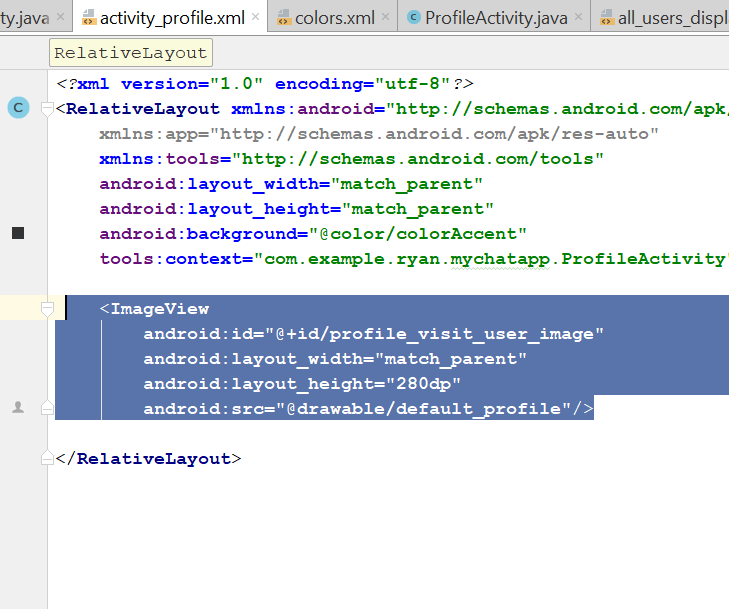 ty.java activity_profile.xml colors.xml ProfileActivity.java all_users_displ
RelativeLayout
<?xml version="1.0" encoding="utf-8"?>
C <RelativeLayout xmlns:android="http://schemas.android.com/apk/
xmlns:app="http://schemas.android.com/apk/res-auto"
xmlns:tools="http://schemas.android.com/tools"
android:layout_width="match_parent"
android:layout_height="match_parent"
android:background="@color/colorAccent"
tools:context="com.example.ryan.mychatapp.ProfileActivity"
<ImageView
android:id="@+id/profile_visit_user_image"
android:layout_width="match_parent"
android:layout_height="280dp"
android:src="@drawable/default_profile"/>
</RelativeLayout>